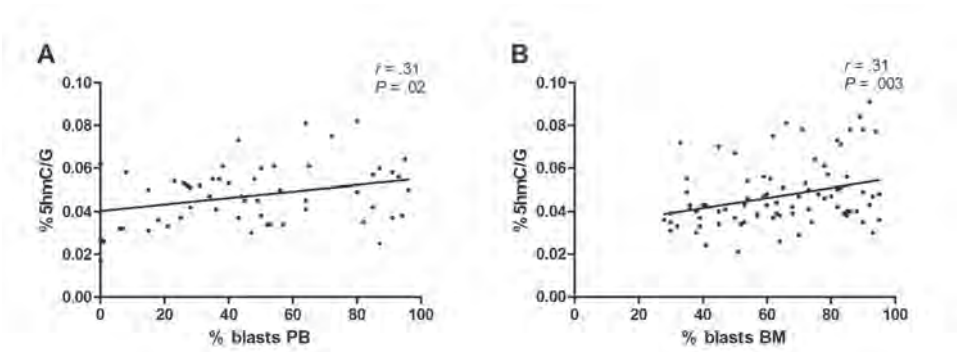 A
r = .31
P = .02
0.10
0.08
0.06
0.04
0.02
0.00
%5hmC/G
0 20 40 60 80 100
% blasts PB
B
r = .31
P = .003
0.10
0.08
0.06
0.04
0.02
0.00
%5hmC/G
0 20 40 60 80 100
% blasts BM